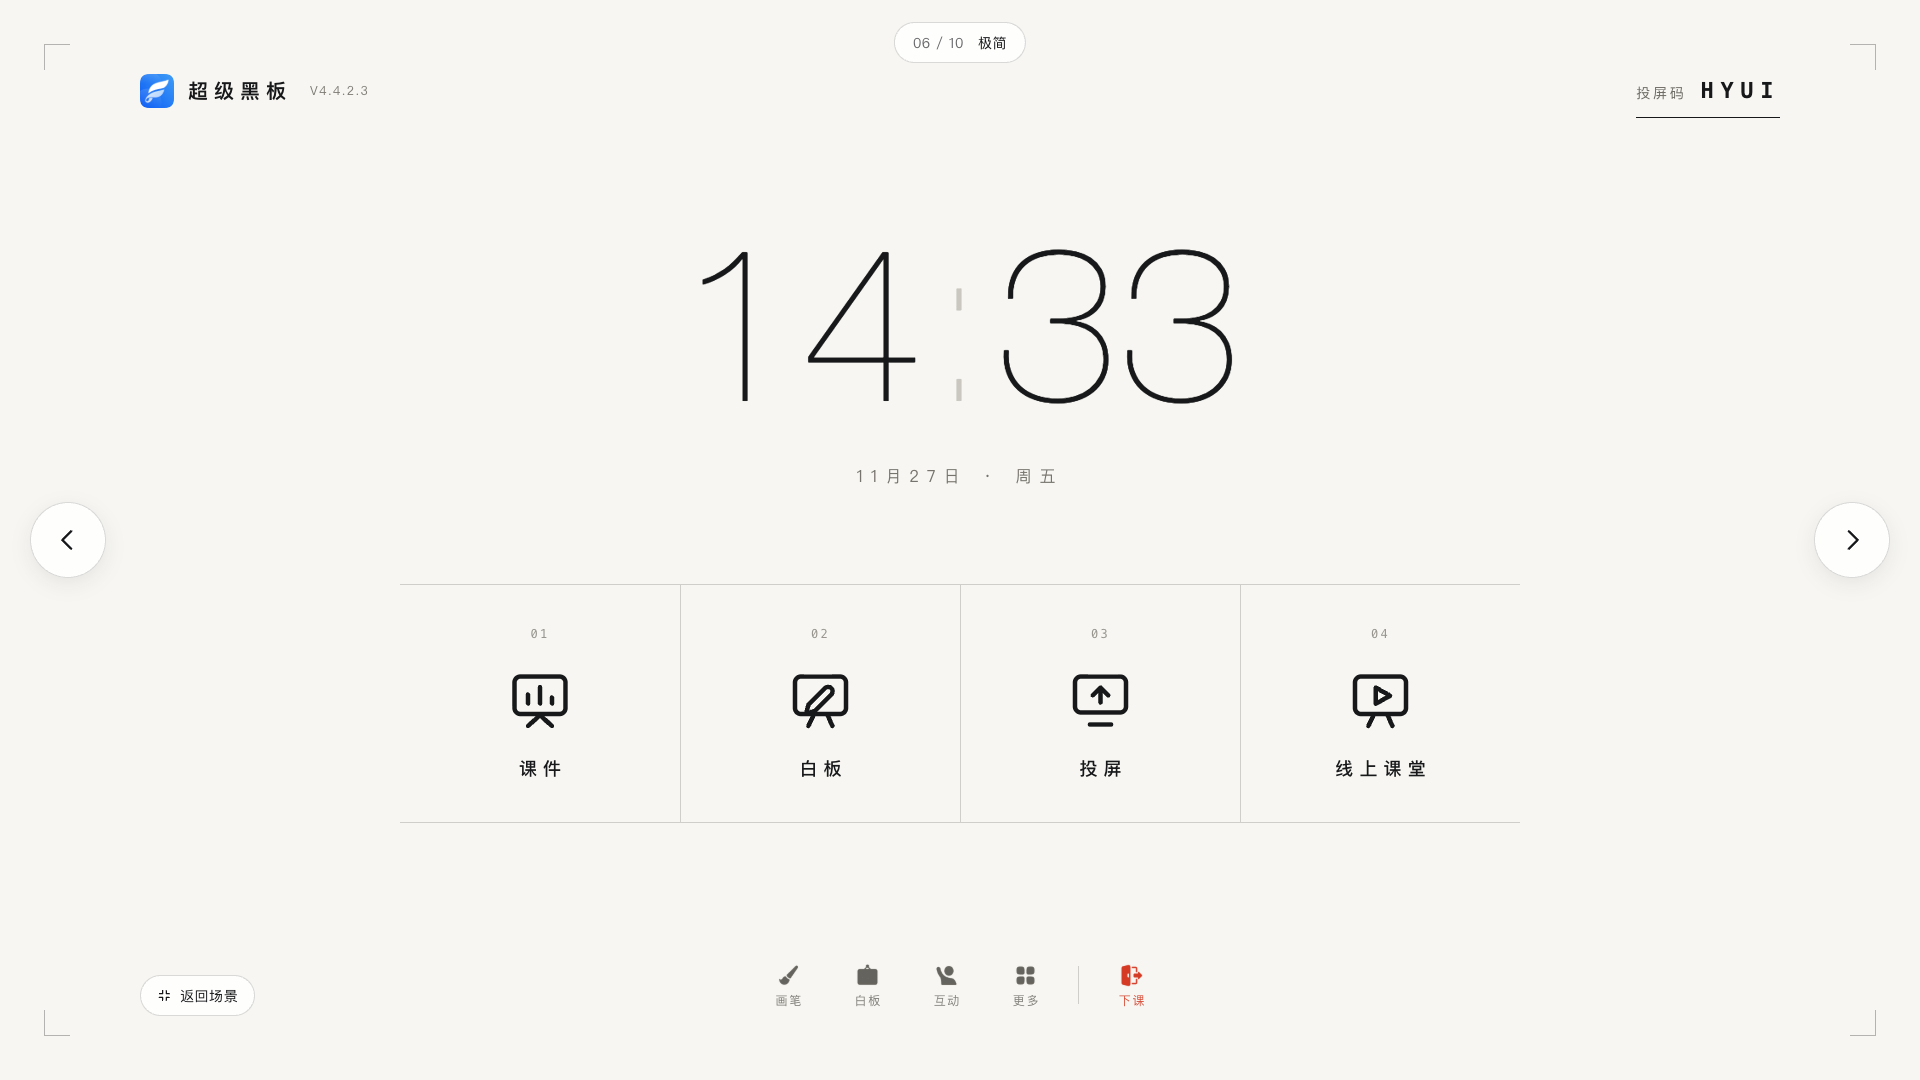 06 / 10 极简
超级黑板 V4.4.2.3
投屏码 HYUI
14:33
11月27日 · 周五
01
课件
02
白板
03
投屏
04
线上课堂
返回场景
画笔
白板
互动
更多
下课